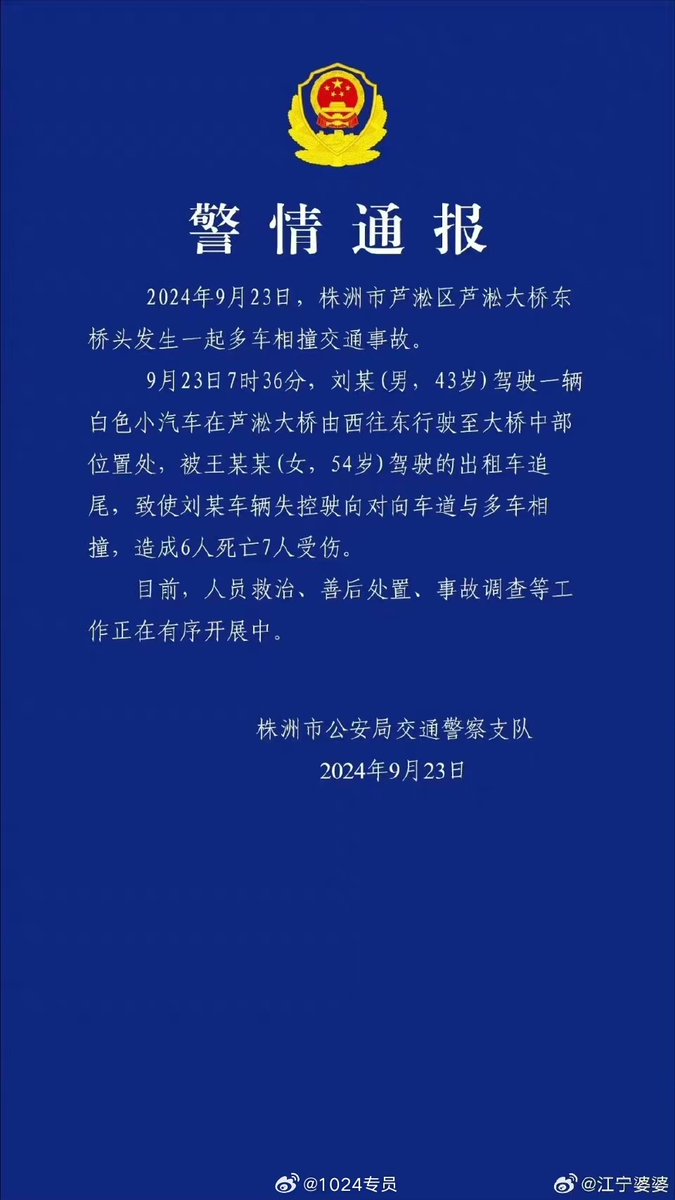 警情通报
2024年9月23日，株洲市芦淞区芦淞大桥东
桥头发生一起多车相撞交通事故。
9月23日7时36分，刘某(男，43岁)驾驶一辆
白色小汽车在芦淞大桥由西往东行驶至大桥中部
位置处，被王某某(女，54岁)驾驶的出租车追
尾，致使刘某车辆失控驶向对向车道与多车相
撞，造成6人死亡7人受伤。
目前，人员救治、善后处置、事故调查等工
作正在有序开展中。
株洲市公安局交通警察支队
2024年9月23日
@1024专员
@江宁婆婆